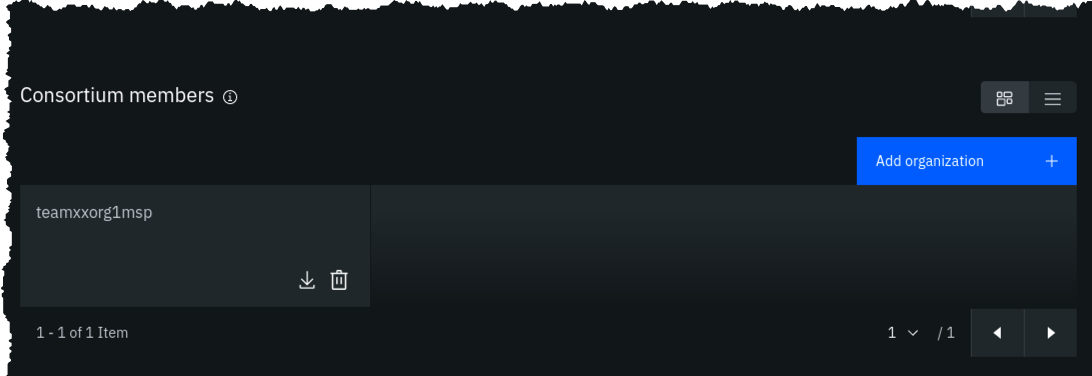 Consortium members
Add organization
teamxxorg1msp
1 - 1 of 1 Item
1 / 1